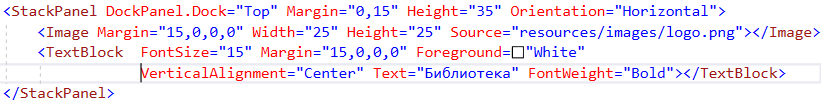 <StackPanel DockPanel.Dock="Top" Margin="0,15" Height="35" Orientation="Horizontal">
<Image Margin="15,0,0,0" Width="25" Height="25" Source="resources/images/logo.png"></Image>
<TextBlock FontSize="15" Margin="15,0,0,0" Foreground="White"
VerticalAlignment="Center" Text="Библиотека" FontWeight="Bold"></TextBlock>
</StackPanel>